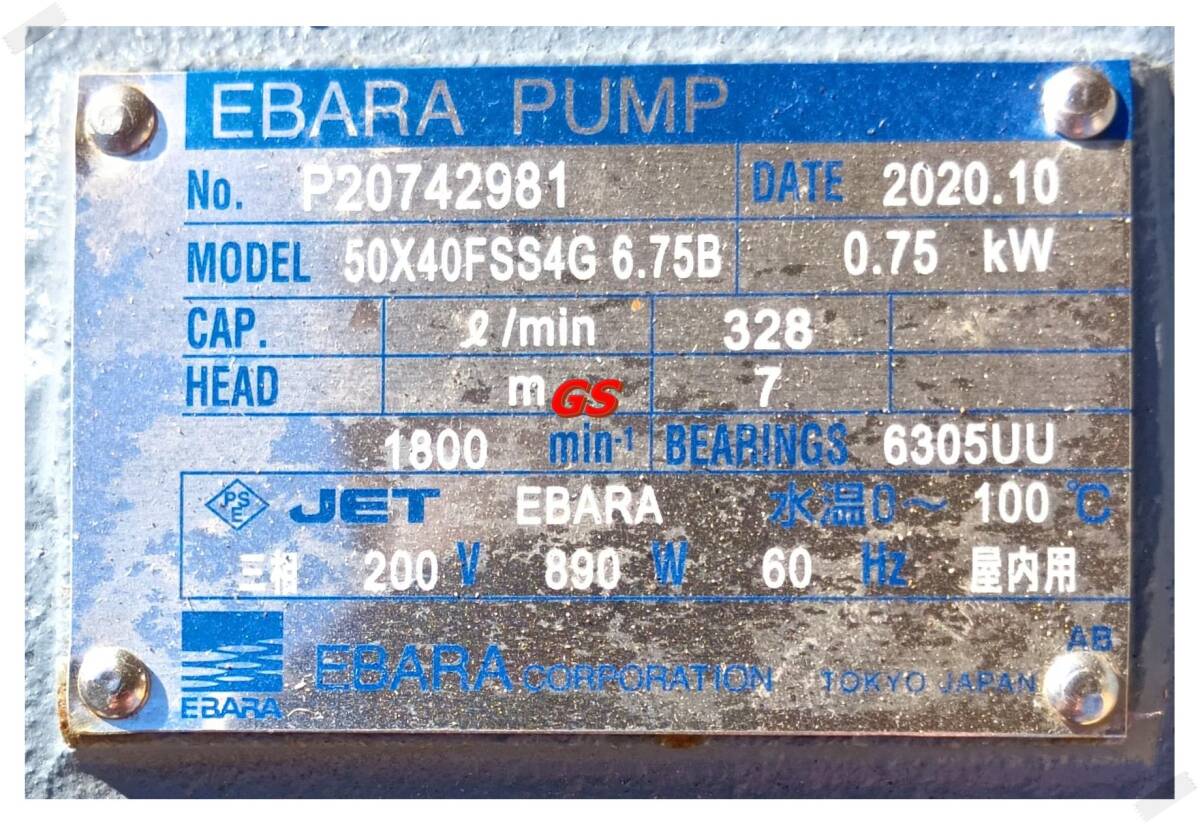 EBARA PUMP
No. P20742981 DATE 2020.10
MODEL 50X40FSS4G 6.75B 0.75 kW
CAP. ℓ/min 328
HEAD m 7
GS
1800 min-1 BEARINGS 6305UU
PSE JET EBARA 水温0～100℃
三相 200 V 890 W 60 Hz 屋内用
AB
EBARA CORPORATION TOKYO JAPAN
EBARA